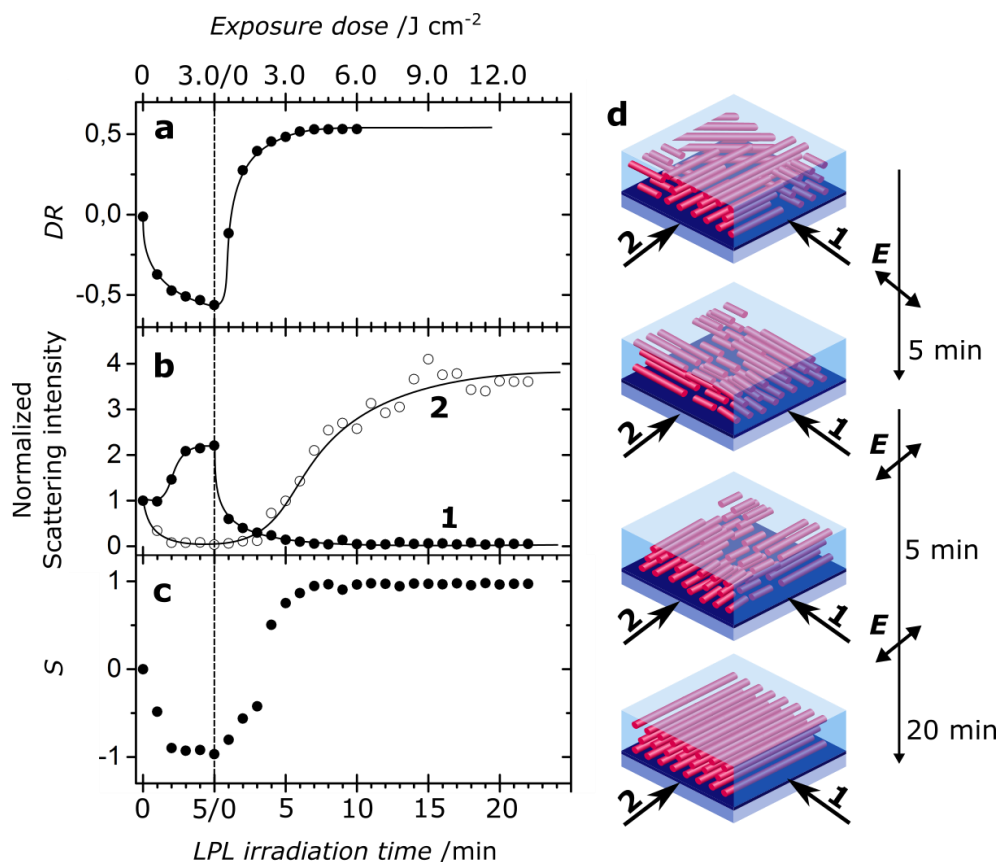 Exposure dose /J cm⁻²
0 3.0/0 3.0 6.0 9.0 12.0
a
0,5
0,0
-0,5
DR
b
4
3
2
1
0
Normalized
Scattering intensity
2
1
c
1
0
-1
S
0 5/0 5 10 15 20
LPL irradiation time /min
d
2 1
E
5 min
2 1
E
5 min
2 1
E
20 min
2 1